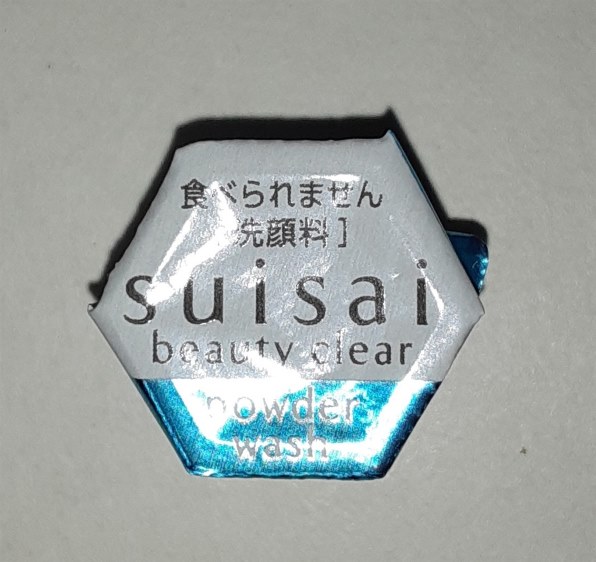 食べられません
洗顔料]
suisai
beauty clear
powder
wash